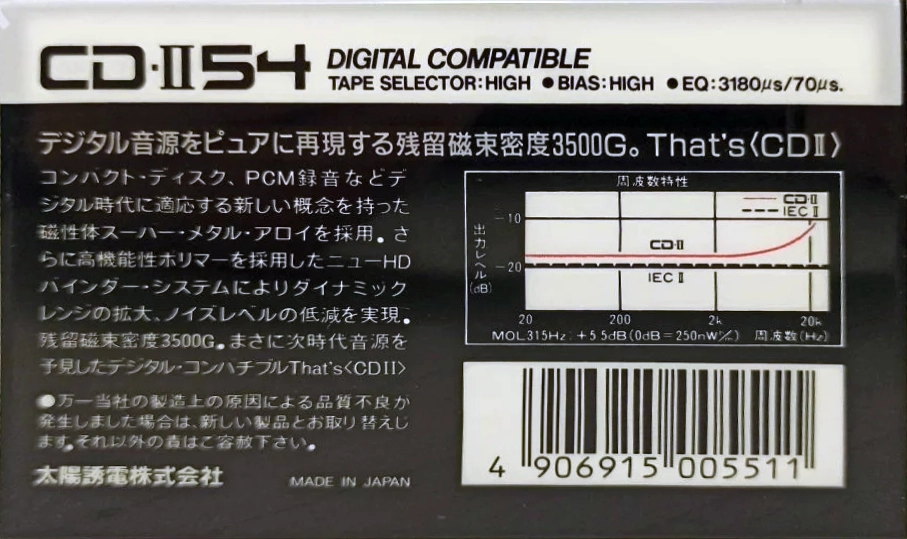 CD·II 54 DIGITAL COMPATIBLE
TAPE SELECTOR:HIGH ●BIAS:HIGH ●EQ:3180μs/70μs.
デジタル音源をピュアに再現する残留磁束密度3500G。That's〈CDII〉
コンパクト・ディスク、PCM録音などデ
ジタル時代に適応する新しい概念を持った
磁性体スーパー・メタル・アロイを採用。さ
らに高機能性ポリマーを採用したニューHD
バインダー・システムによりダイナミック
レンジの拡大、ノイズレベルの低減を実現。
残留磁束密度3500G。まさに次時代音源を
予見したデジタル・コンパチブルThat's〈CDII〉
●万一当社の製造上の原因による品質不良が
発生しました場合は、新しい製品とお取り替えし
ます。それ以外の責はご容赦下さい。
太陽誘電株式会社 MADE IN JAPAN
周波数特性
CD·II
IEC II
出力レベル(dB)
-10
-20
CD·II
IEC II
20 200 2k 20k
MOL315Hz:+5.5dB(0dB=250nW/m) 周波数(Hz)
4 906915 005511